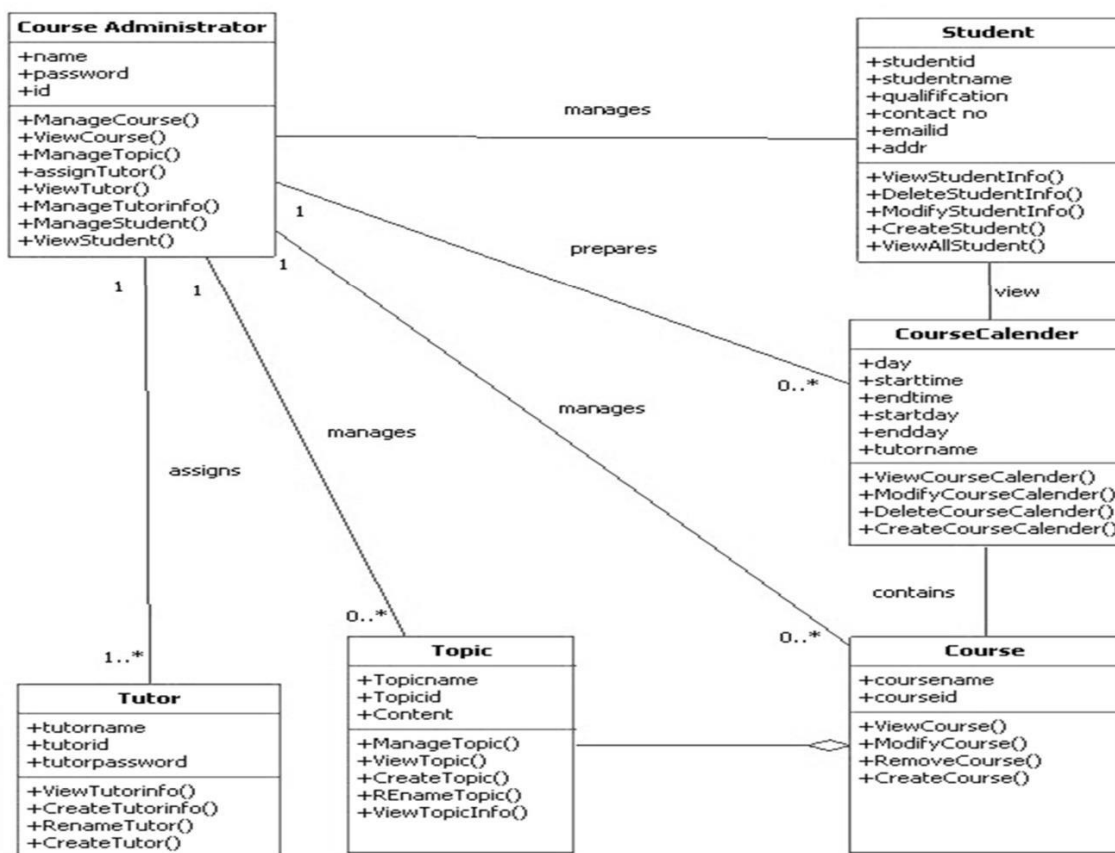 Course Administrator
+name
+password
+id
+ManageCourse()
+ViewCourse()
+ManageTopic()
+assignTutor()
+ViewTutor()
+ManageTutorinfo()
+ManageStudent()
+ViewStudent()
manages
Student
+studentid
+studentname
+qualififcation
+contact no
+emailid
+addr
+ViewStudentInfo()
+DeleteStudentInfo()
+ModifyStudentInfo()
+CreateStudent()
+ViewAllStudent()
1
prepares
0..*
view
CourseCalender
+day
+starttime
+endtime
+startday
+endday
+tutorname
+ViewCourseCalender()
+ModifyCourseCalender()
+DeleteCourseCalender()
+CreateCourseCalender()
1
manages
0..*
contains
1
manages
0..*
1
assigns
1..*
Tutor
+tutorname
+tutorid
+tutorpassword
+ViewTutorinfo()
+CreateTutorinfo()
+RenameTutor()
+CreateTutor()
Topic
+Topicname
+Topicid
+Content
+ManageTopic()
+ViewTopic()
+CreateTopic()
+REnameTopic()
+ViewTopicInfo()
Course
+coursename
+courseid
+ViewCourse()
+ModifyCourse()
+RemoveCourse()
+CreateCourse()